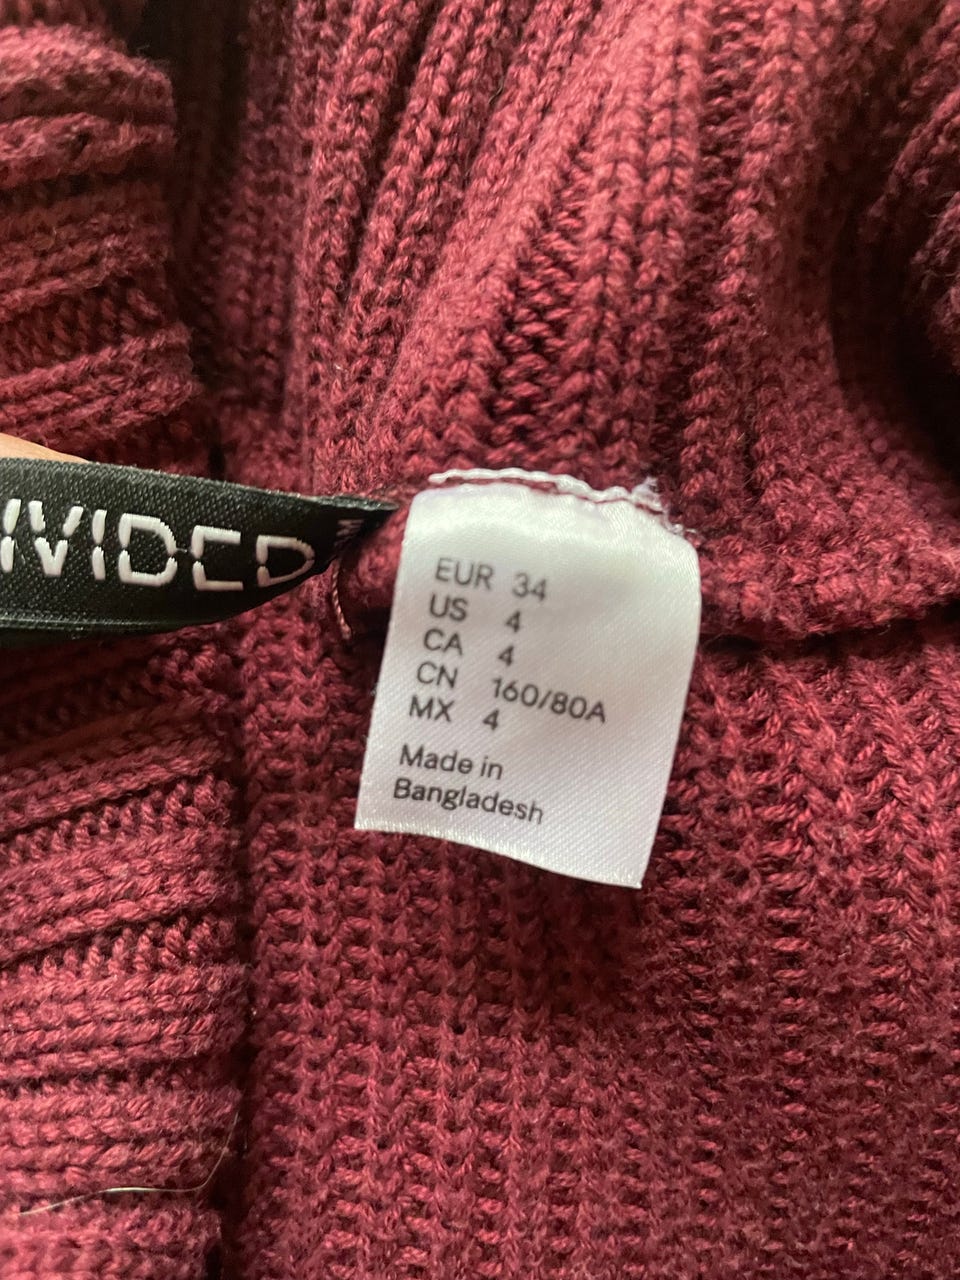 IVIDED
EUR 34
US 4
CA 4
CN 160/80A
MX 4
Made in
Bangladesh